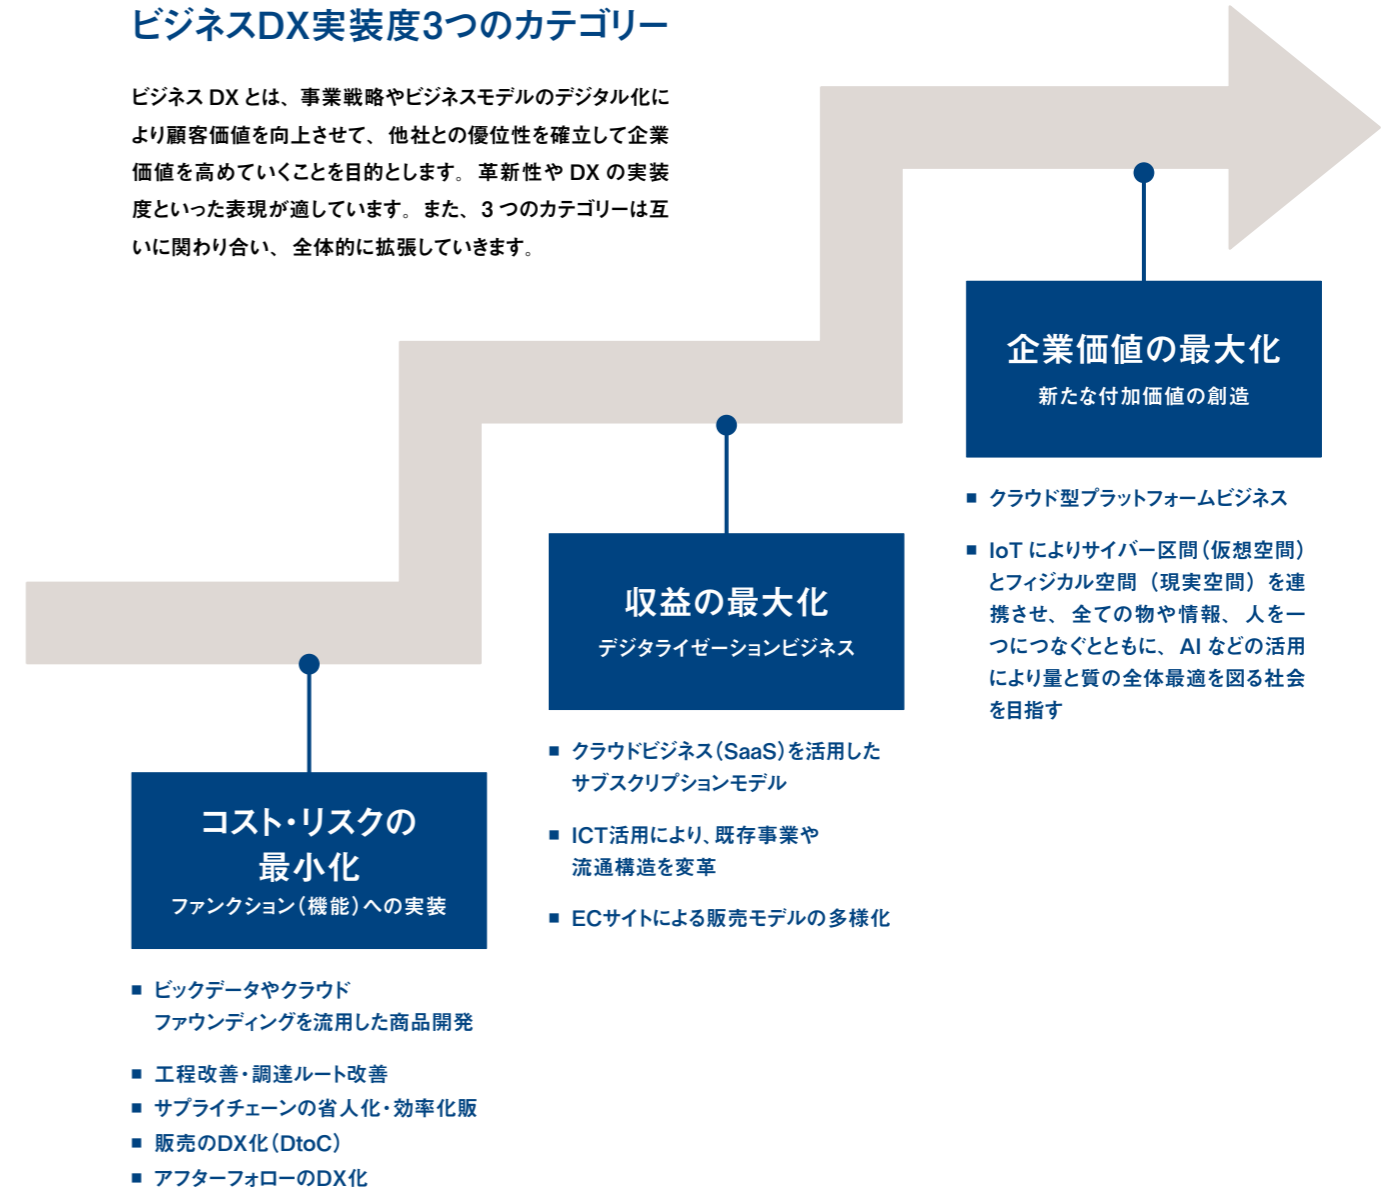 ビジネスDX実装度3つのカテゴリー
ビジネス DX とは、事業戦略やビジネスモデルのデジタル化に
より顧客価値を向上させて、他社との優位性を確立して企業
価値を高めていくことを目的とします。革新性や DX の実装
度といった表現が適しています。また、3 つのカテゴリーは互
いに関わり合い、全体的に拡張していきます。
企業価値の最大化
新たな付加価値の創造
■ クラウド型プラットフォームビジネス
■ IoT によりサイバー区間（仮想空間）
とフィジカル空間（現実空間）を連
携させ、全ての物や情報、人を一
つにつなぐとともに、AI などの活用
により量と質の全体最適を図る社会
を目指す
収益の最大化
デジタライゼーションビジネス
■ クラウドビジネス（SaaS）を活用した
サブスクリプションモデル
■ ICT活用により、既存事業や
流通構造を変革
■ ECサイトによる販売モデルの多様化
コスト・リスクの
最小化
ファンクション（機能）への実装
■ ビックデータやクラウド
ファウンディングを流用した商品開発
■ 工程改善・調達ルート改善
■ サプライチェーンの省人化・効率化販
■ 販売のDX化（DtoC）
■ アフターフォローのDX化